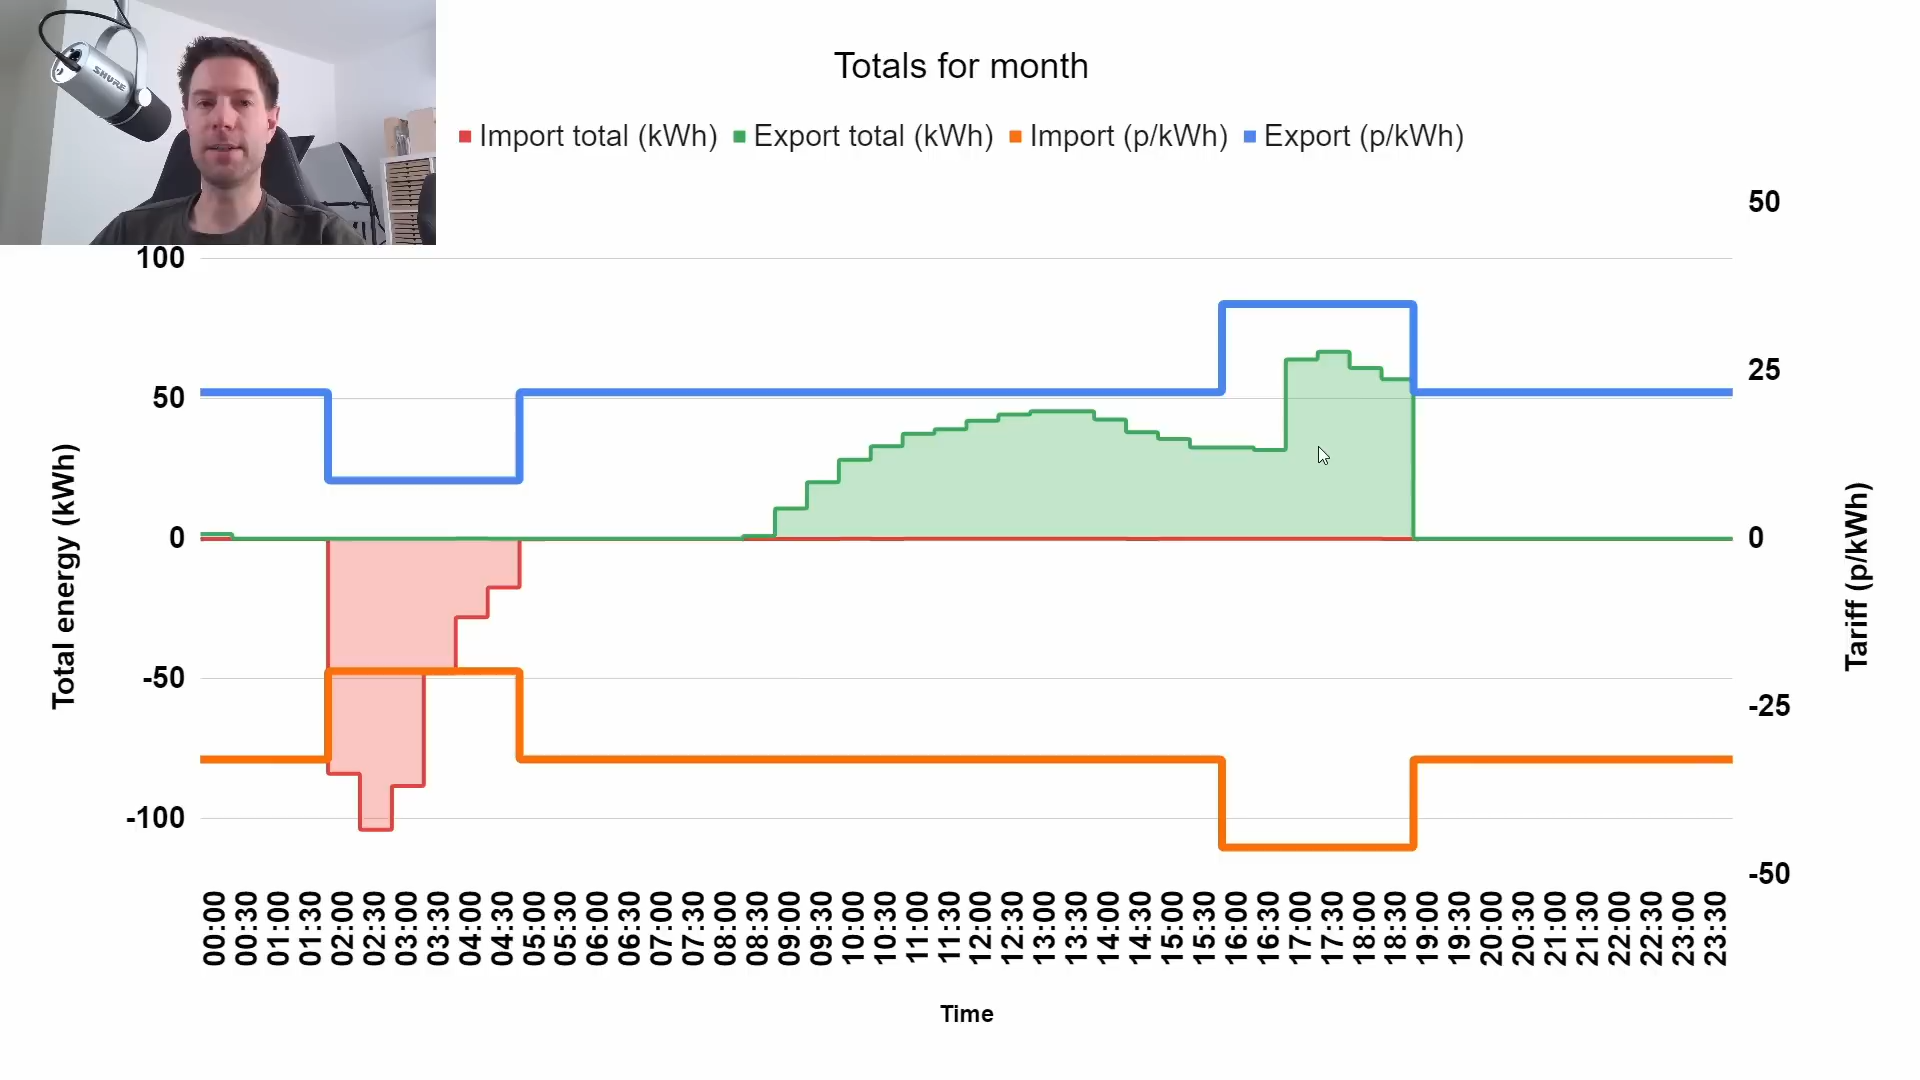 SHURE
Totals for month
Import total (kWh) Export total (kWh) Import (p/kWh) Export (p/kWh)
50
100
25
50
0
0
-50
-25
-100
-50
Total energy (kWh)
Tariff (p/kWh)
00:00 00:30 01:00 01:30 02:00 02:30 03:00 03:30 04:00 04:30 05:00 05:30 06:00 06:30 07:00 07:30 08:00 08:30 09:00 09:30 10:00 10:30 11:00 11:30 12:00 12:30 13:00 13:30 14:00 14:30 15:00 15:30 16:00 16:30 17:00 17:30 18:00 18:30 19:00 19:30 20:00 20:30 21:00 21:30 22:00 22:30 23:00 23:30
Time